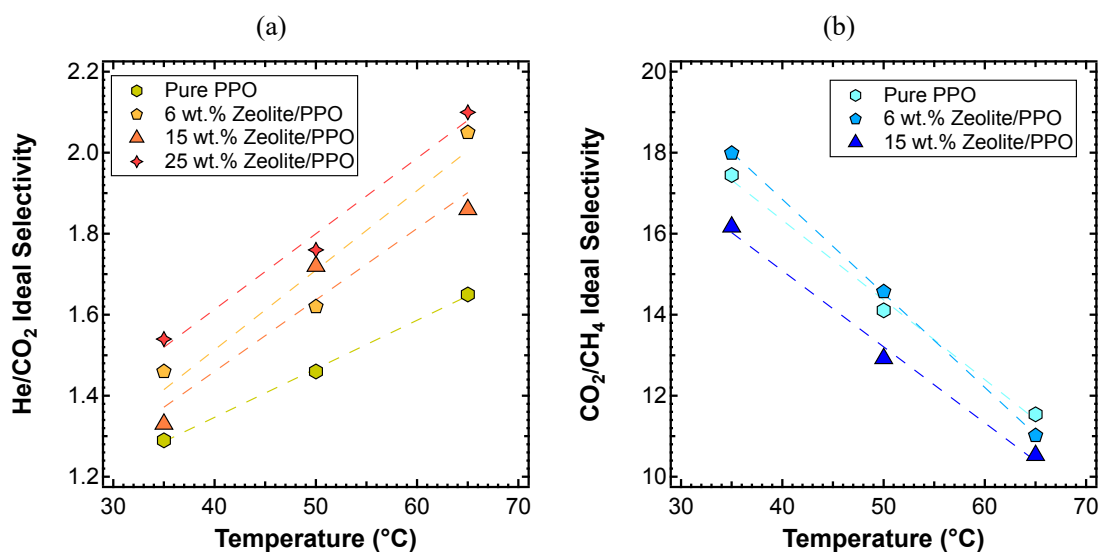 (a)
2.2
2.0
1.8
1.6
1.4
1.2
He/CO₂ Ideal Selectivity
Pure PPO
6 wt.% Zeolite/PPO
15 wt.% Zeolite/PPO
25 wt.% Zeolite/PPO
30 40 50 60 70
Temperature (°C)
(b)
20
18
16
14
12
10
CO₂/CH₄ Ideal Selectivity
Pure PPO
6 wt.% Zeolite/PPO
15 wt.% Zeolite/PPO
30 40 50 60 70
Temperature (°C)